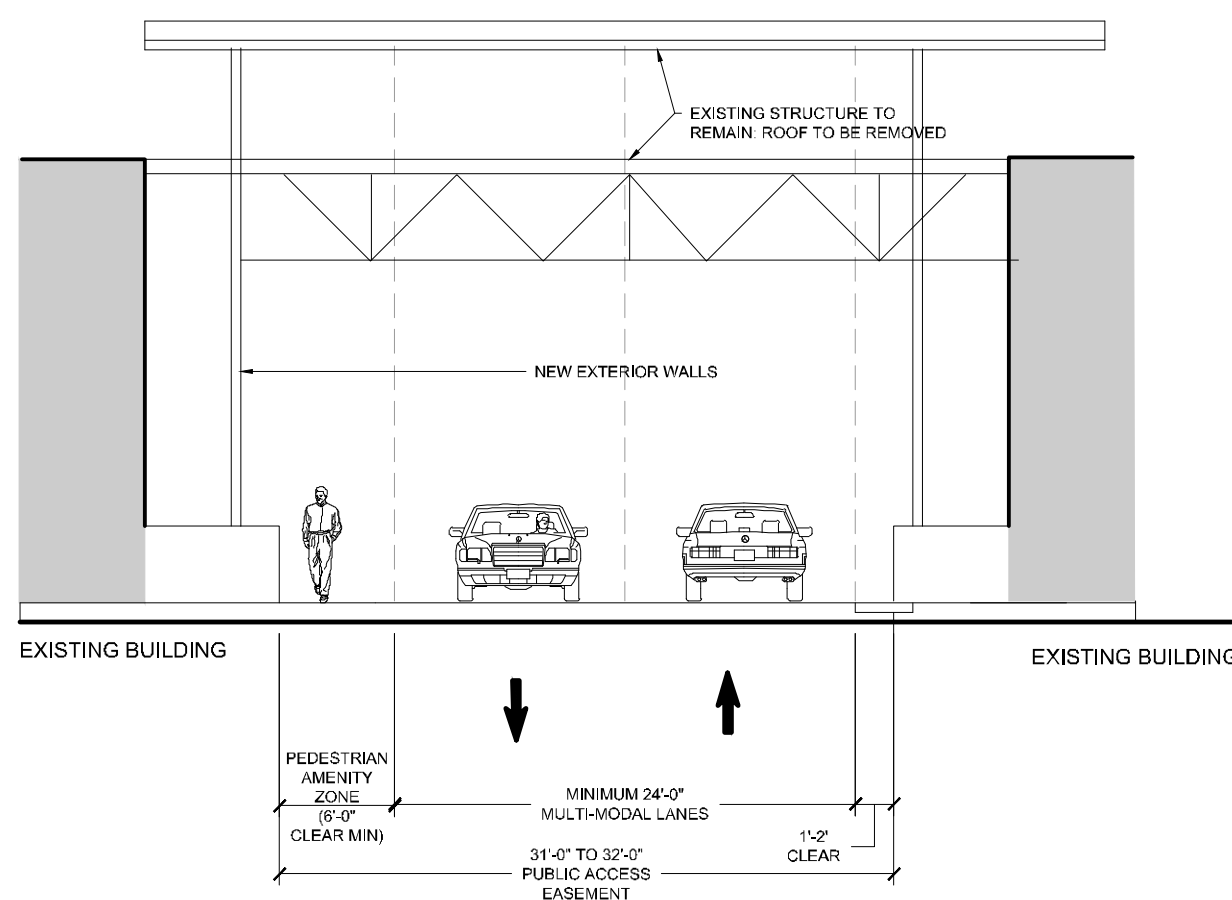 EXISTING STRUCTURE TO
REMAIN: ROOF TO BE REMOVED
NEW EXTERIOR WALLS
EXISTING BUILDING
EXISTING BUILDING
PEDESTRIAN
AMENITY
ZONE
(6'-0"
CLEAR MIN)
MINIMUM 24'-0"
MULTI-MODAL LANES
1'-2'
CLEAR
31'-0" TO 32'-0"
PUBLIC ACCESS
EASEMENT